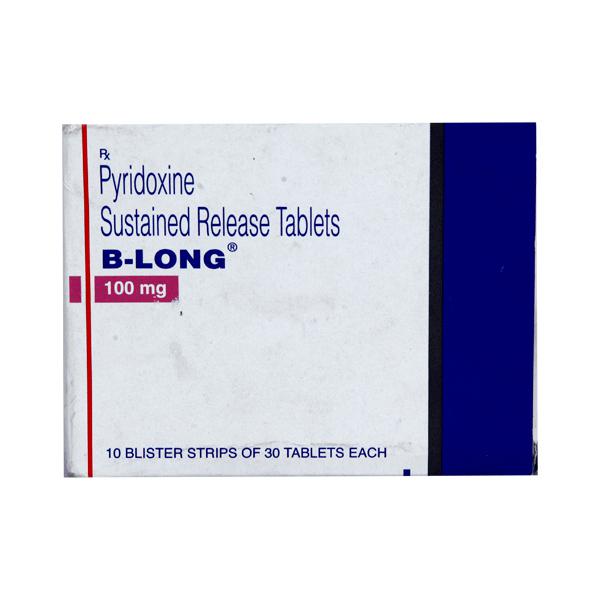 ℞
Pyridoxine
Sustained Release Tablets
B-LONG®
100 mg
10 BLISTER STRIPS OF 30 TABLETS EACH